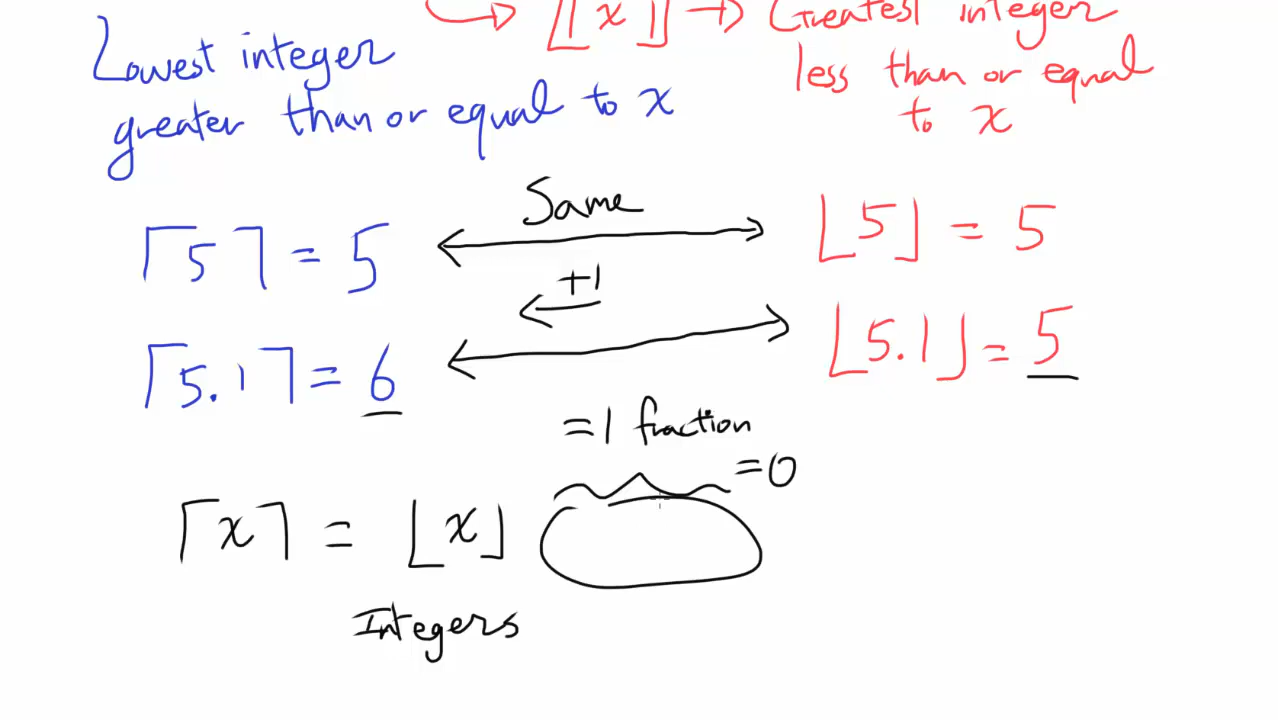 ⌊x⌋ → Greatest integer
less than or equal
to x
Lowest integer
greater than or equal to x
Same
⌈5⌉ = 5
⌊5⌋ = 5
+1
⌈5.1⌉ = 6
⌊5.1⌋ = 5
=1 fraction
=0
⌈x⌉ = ⌊x⌋
Integers